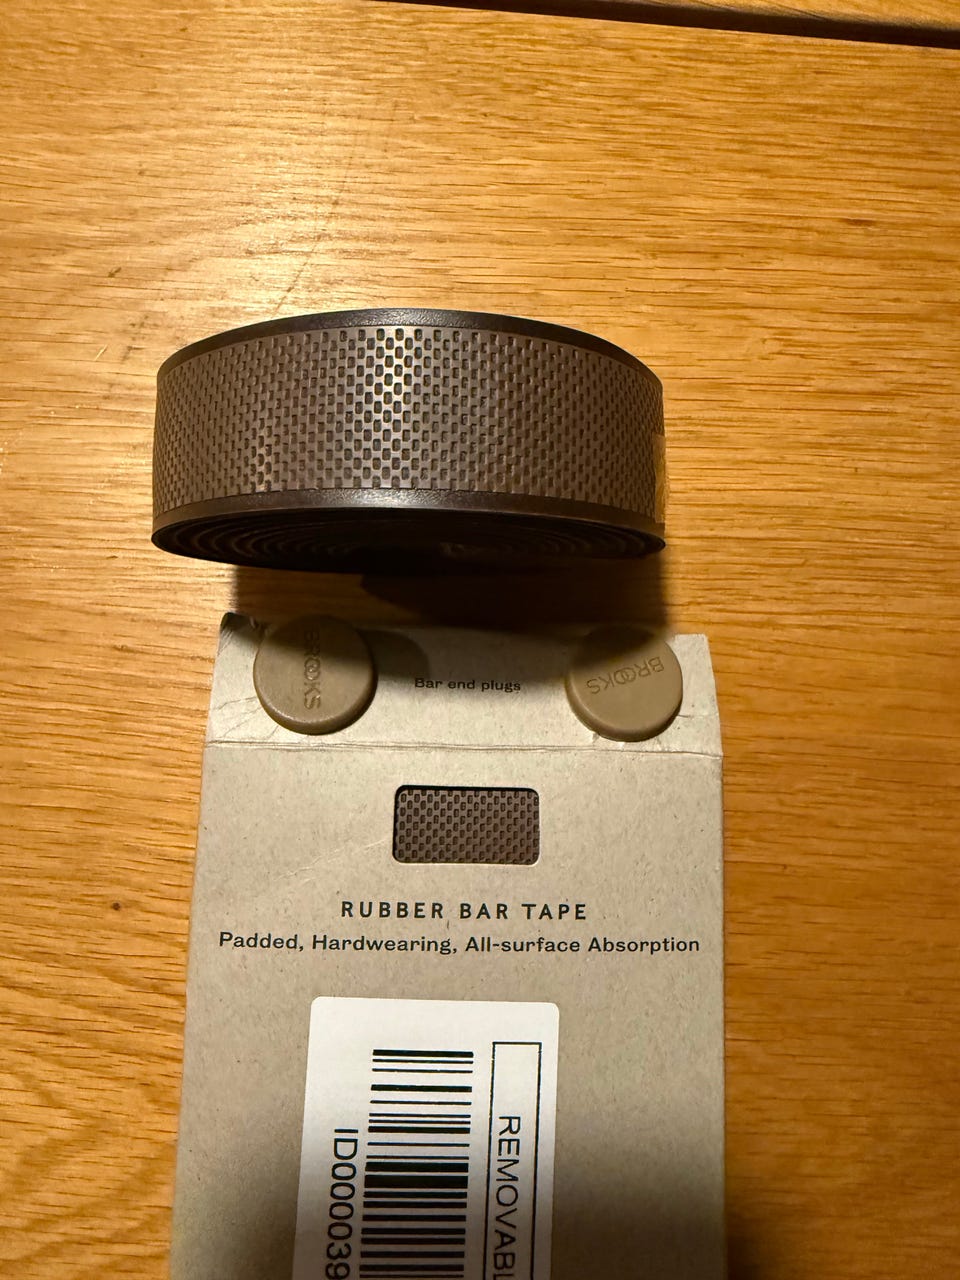 BROOKS
Bar end plugs
BROOKS
RUBBER BAR TAPE
Padded, Hardwearing, All-surface Absorption
REMOVABL
ID000039